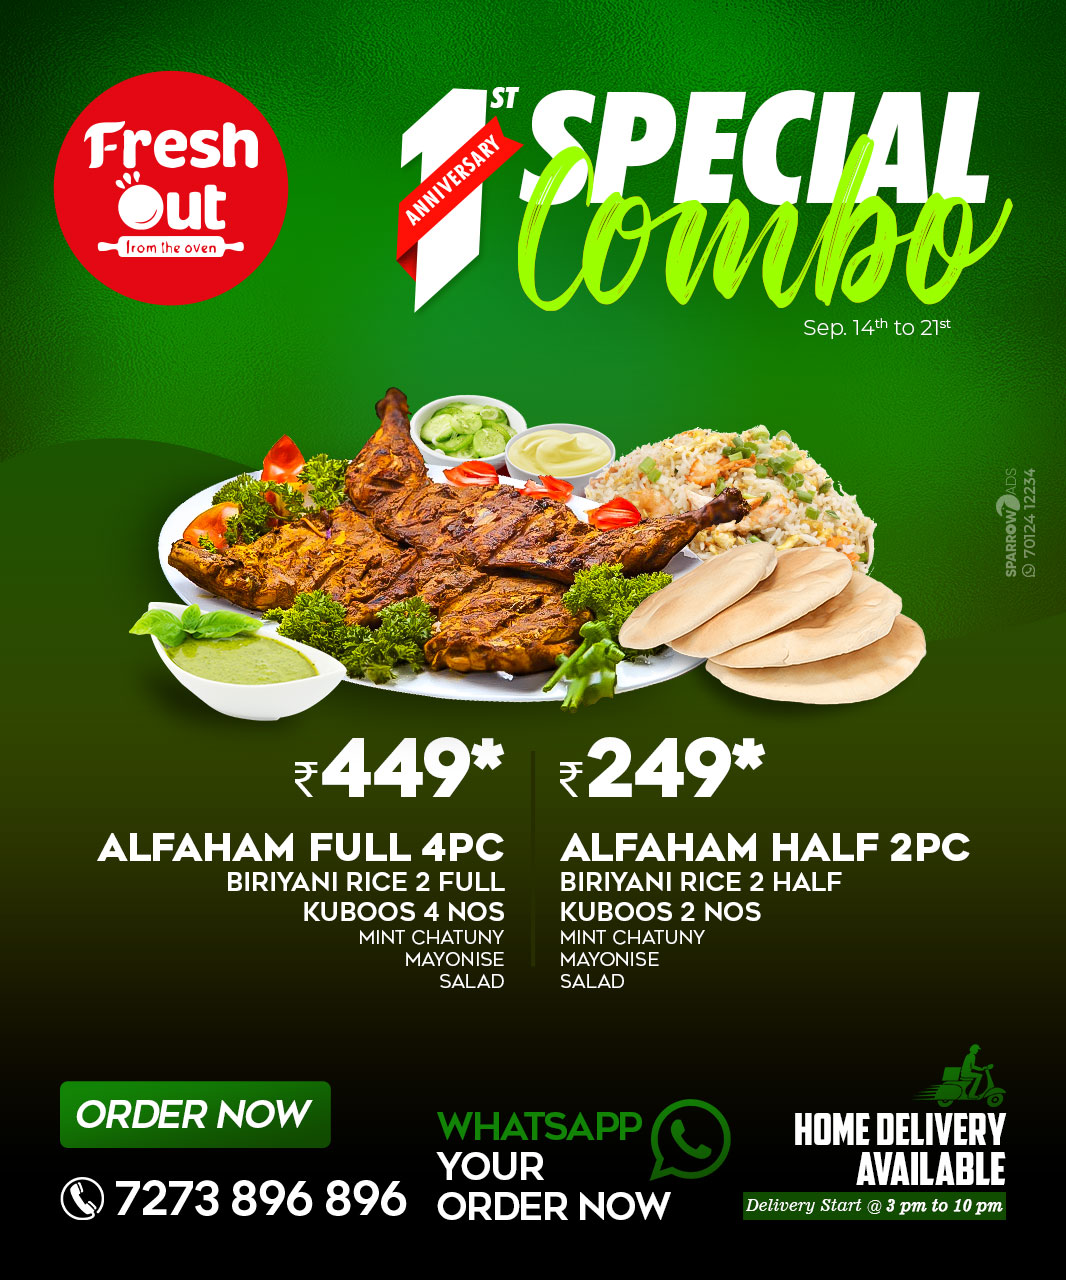 Fresh
Out
from the oven
1ST
ANNIVERSARY
SPECIAL
Combo
Sep. 14th to 21st
SPARROW ADS
70124 12234
₹449*
ALFAHAM FULL 4PC
BIRIYANI RICE 2 FULL
KUBOOS 4 NOS
MINT CHATUNY
MAYONISE
SALAD
₹249*
ALFAHAM HALF 2PC
BIRIYANI RICE 2 HALF
KUBOOS 2 NOS
MINT CHATUNY
MAYONISE
SALAD
ORDER NOW
7273 896 896
WHATSAPP
YOUR
ORDER NOW
HOME DELIVERY
AVAILABLE
Delivery Start @ 3 pm to 10 pm